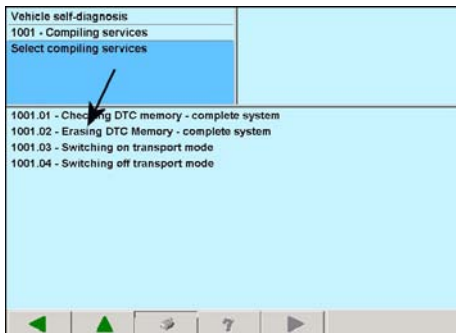 Vehicle self-diagnosis
1001 - Compiling services
Select compiling services
1001.01 - Checking DTC memory - complete system
1001.02 - Erasing DTC Memory - complete system
1001.03 - Switching on transport mode
1001.04 - Switching off transport mode
?